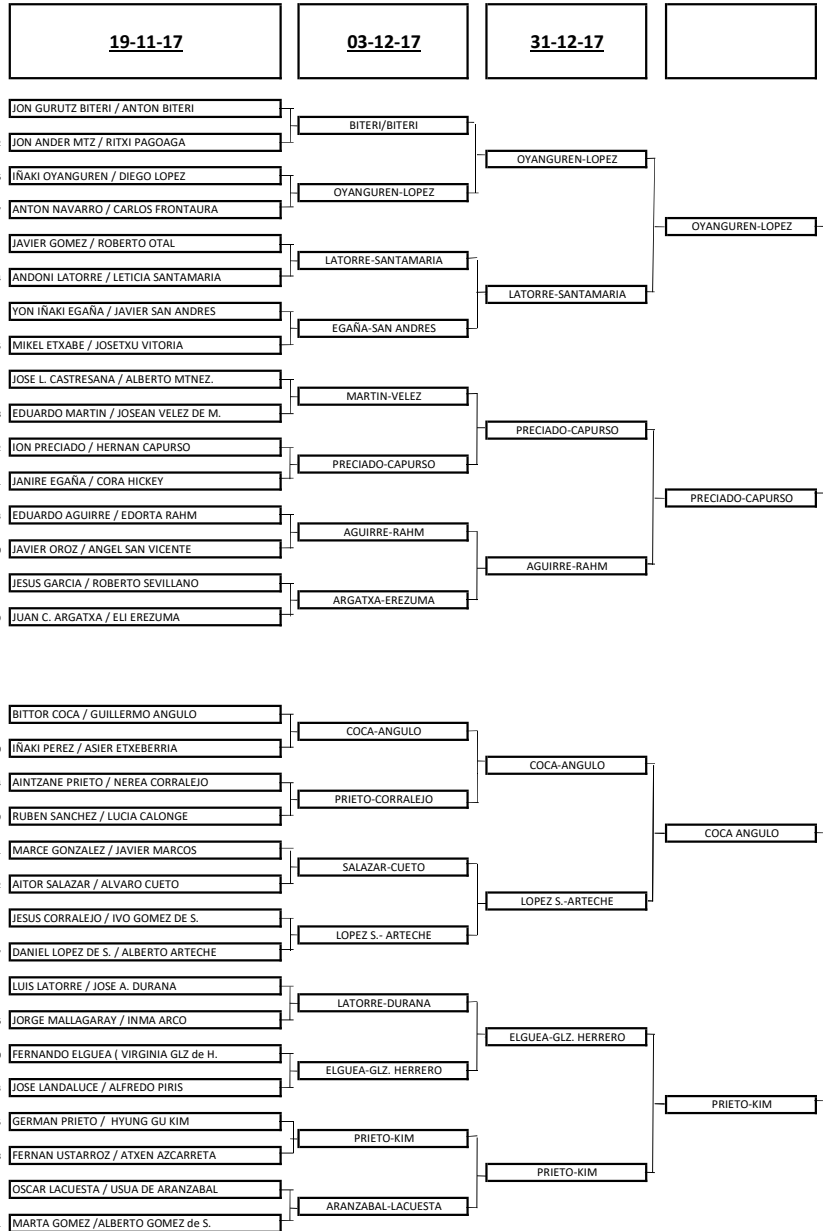 19-11-17
03-12-17
31-12-17
JON GURUTZ BITERI / ANTON BITERI
JON ANDER MTZ / RITXI PAGOAGA
IÑAKI OYANGUREN / DIEGO LOPEZ
ANTON NAVARRO / CARLOS FRONTAURA
JAVIER GOMEZ / ROBERTO OTAL
ANDONI LATORRE / LETICIA SANTAMARIA
YON IÑAKI EGAÑA / JAVIER SAN ANDRES
MIKEL ETXABE / JOSETXU VITORIA
JOSE L. CASTRESANA / ALBERTO MTNEZ.
EDUARDO MARTIN / JOSEAN VELEZ DE M.
ION PRECIADO / HERNAN CAPURSO
JANIRE EGAÑA / CORA HICKEY
EDUARDO AGUIRRE / EDORTA RAHM
JAVIER OROZ / ANGEL SAN VICENTE
JESUS GARCIA / ROBERTO SEVILLANO
JUAN C. ARGATXA / ELI EREZUMA
BITERI/BITERI
OYANGUREN-LOPEZ
LATORRE-SANTAMARIA
EGAÑA-SAN ANDRES
MARTIN-VELEZ
PRECIADO-CAPURSO
AGUIRRE-RAHM
ARGATXA-EREZUMA
OYANGUREN-LOPEZ
LATORRE-SANTAMARIA
PRECIADO-CAPURSO
AGUIRRE-RAHM
OYANGUREN-LOPEZ
PRECIADO-CAPURSO
BITTOR COCA / GUILLERMO ANGULO
IÑAKI PEREZ / ASIER ETXEBERRIA
AINTZANE PRIETO / NEREA CORRALEJO
RUBEN SANCHEZ / LUCIA CALONGE
MARCE GONZALEZ / JAVIER MARCOS
AITOR SALAZAR / ALVARO CUETO
JESUS CORRALEJO / IVO GOMEZ DE S.
DANIEL LOPEZ DE S. / ALBERTO ARTECHE
LUIS LATORRE / JOSE A. DURANA
JORGE MALLAGARAY / INMA ARCO
FERNANDO ELGUEA ( VIRGINIA GLZ de H.
JOSE LANDALUCE / ALFREDO PIRIS
GERMAN PRIETO / HYUNG GU KIM
FERNAN USTARROZ / ATXEN AZCARRETA
OSCAR LACUESTA / USUA DE ARANZABAL
MARTA GOMEZ /ALBERTO GOMEZ de S.
COCA-ANGULO
PRIETO-CORRALEJO
SALAZAR-CUETO
LOPEZ S.- ARTECHE
LATORRE-DURANA
ELGUEA-GLZ. HERRERO
PRIETO-KIM
ARANZABAL-LACUESTA
COCA-ANGULO
LOPEZ S.-ARTECHE
ELGUEA-GLZ. HERRERO
PRIETO-KIM
COCA ANGULO
PRIETO-KIM